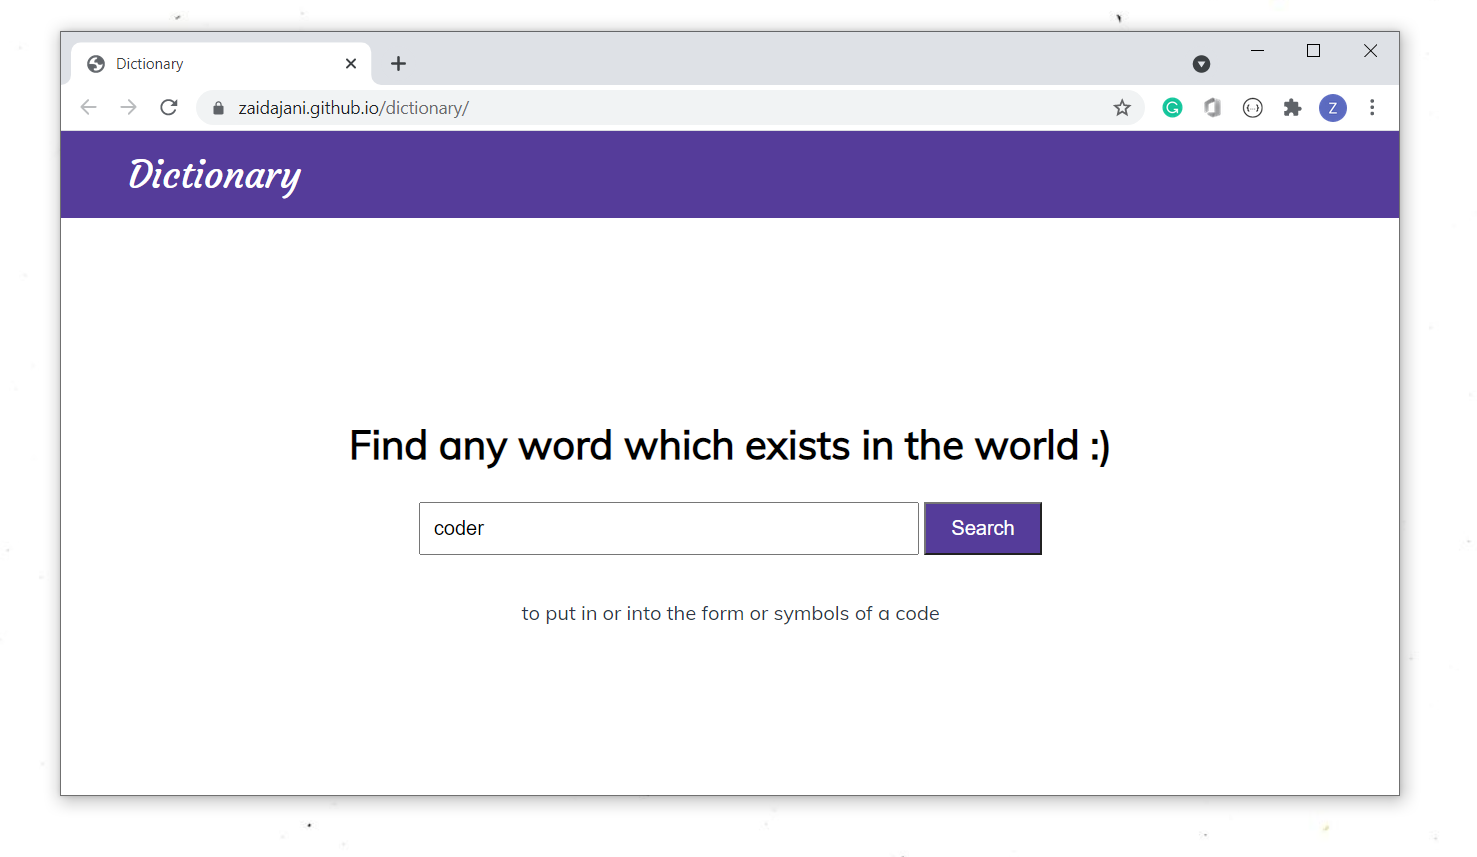 Dictionary
zaidajani.github.io/dictionary/
Z
Dictionary
Find any word which exists in the world :)
coder
Search
to put in or into the form or symbols of a code